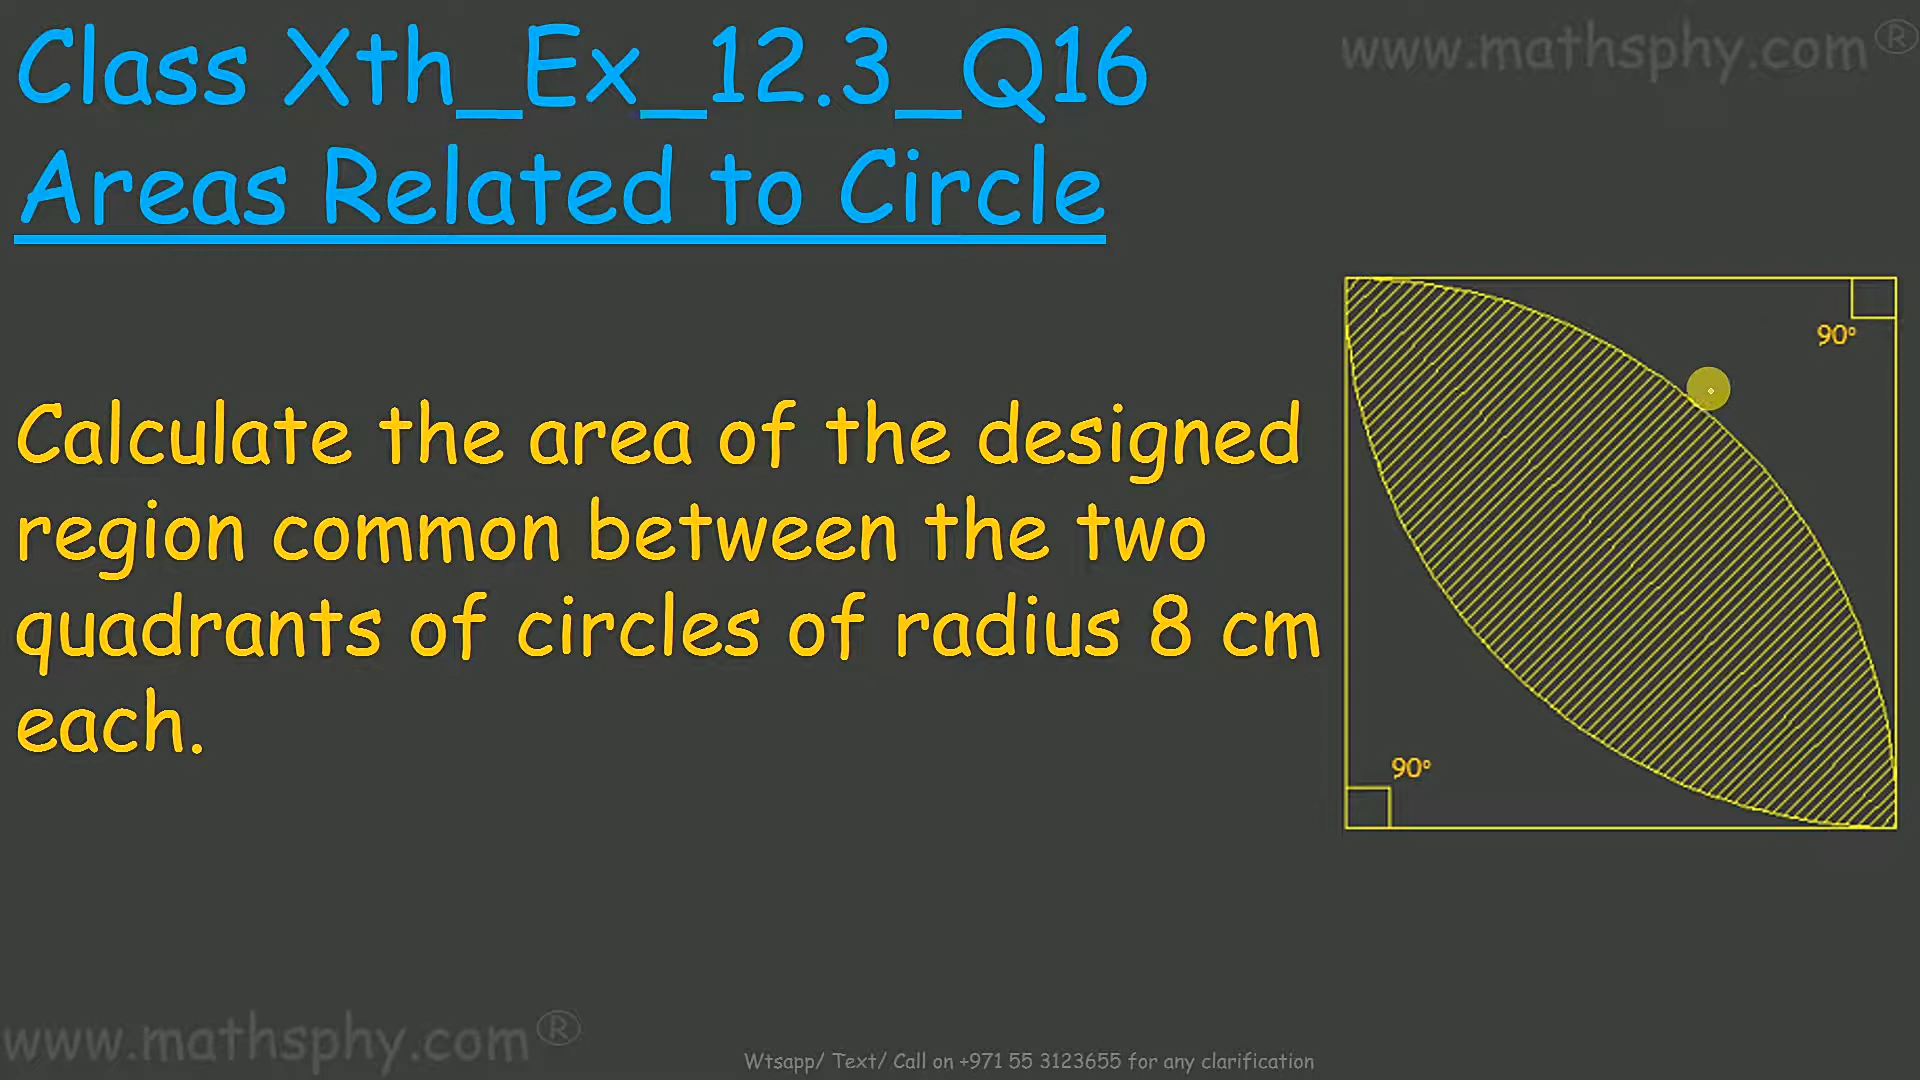 Class Xth_Ex_12.3_Q16
www.mathsphy.com®
Areas Related to Circle
90°
Calculate the area of the designed
region common between the two
quadrants of circles of radius 8 cm
each.
90°
www.mathsphy.com®
Wtsapp/ Text/ Call on +971 55 3123655 for any clarification